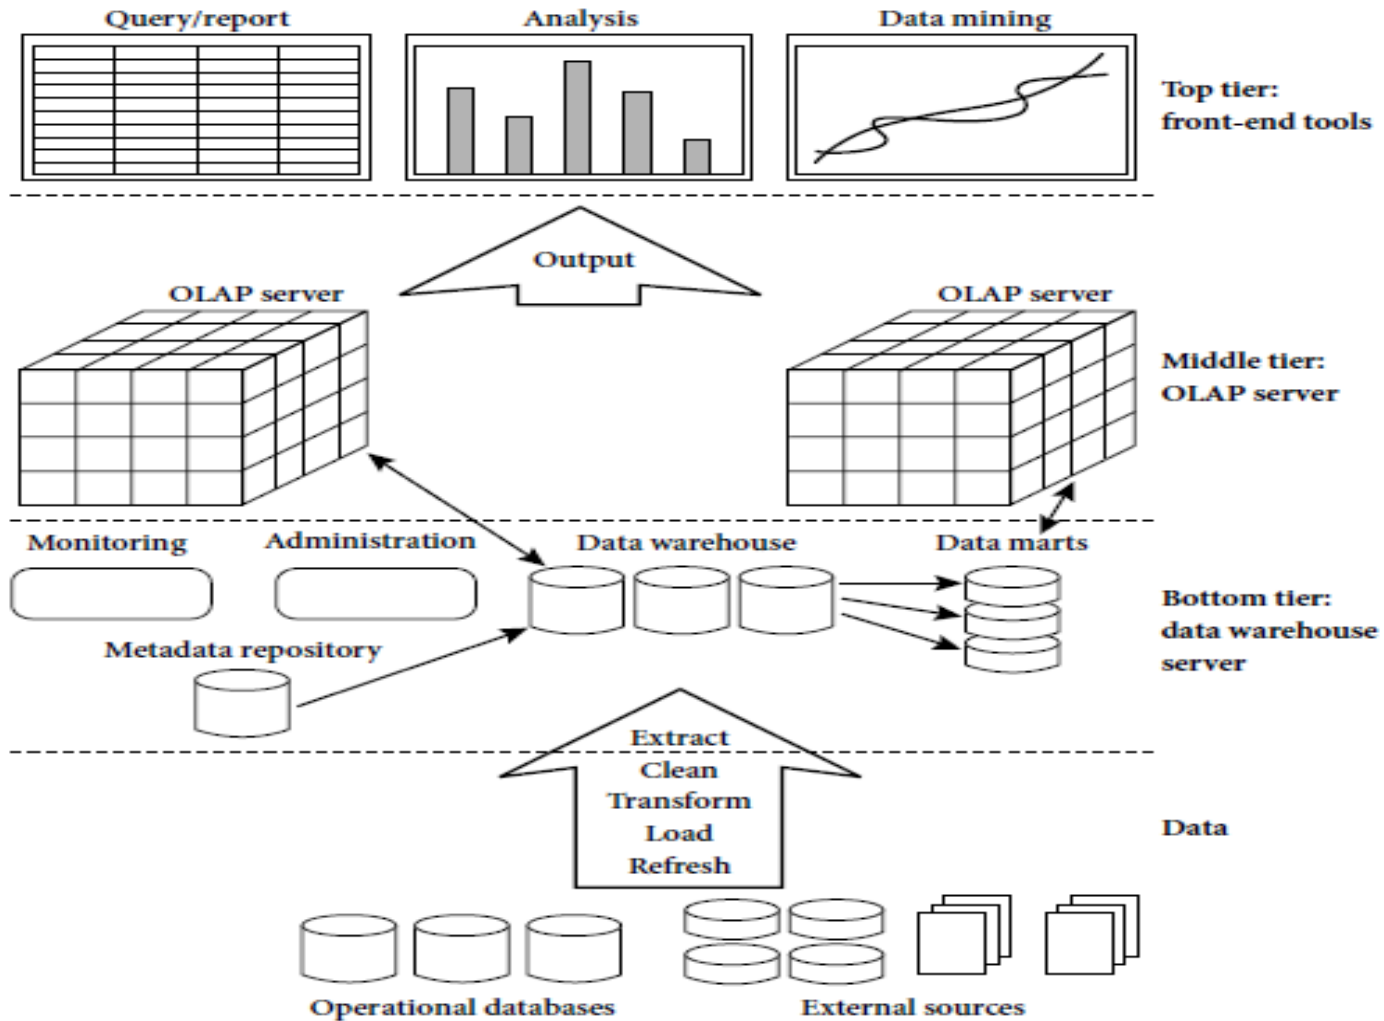 Query/report
Analysis
Data mining
Top tier:
front-end tools
Output
OLAP server
OLAP server
Middle tier:
OLAP server
Monitoring
Administration
Data warehouse
Data marts
Bottom tier:
data warehouse
server
Metadata repository
Extract
Clean
Transform
Load
Refresh
Data
Operational databases
External sources